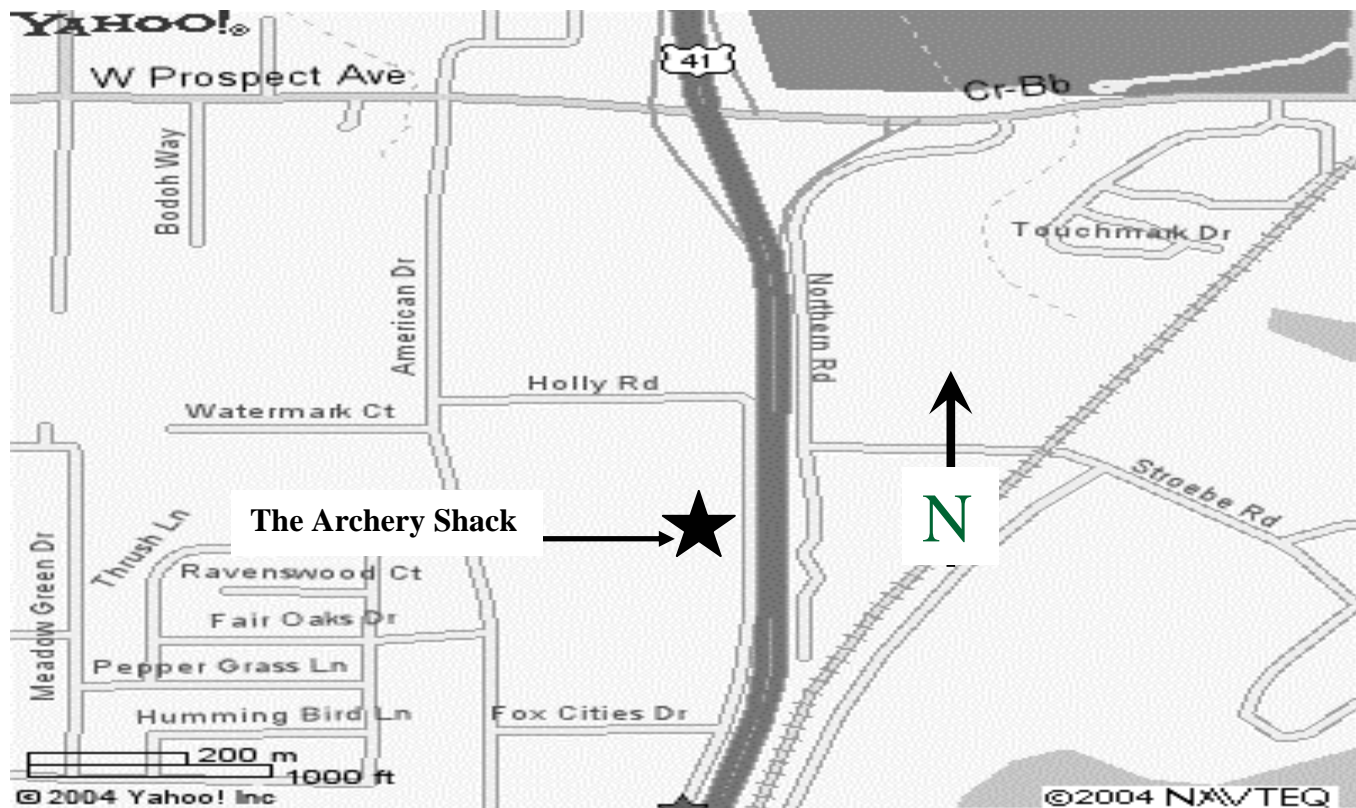 YAHOO!®
41
W Prospect Ave
Cr-Bb
Bodoh Way
Touchmark Dr
American Dr
Northern Rd
Holly Rd
Watermark Ct
Stroebe Rd
The Archery Shack
N
Thrush Ln
Ravenswood Ct
Meadow Green Dr
Fair Oaks Dr
Pepper Grass Ln
Humming Bird Ln
Fox Cities Dr
200 m
1000 ft
© 2004 Yahoo! Inc
©2004 NAVTEQ